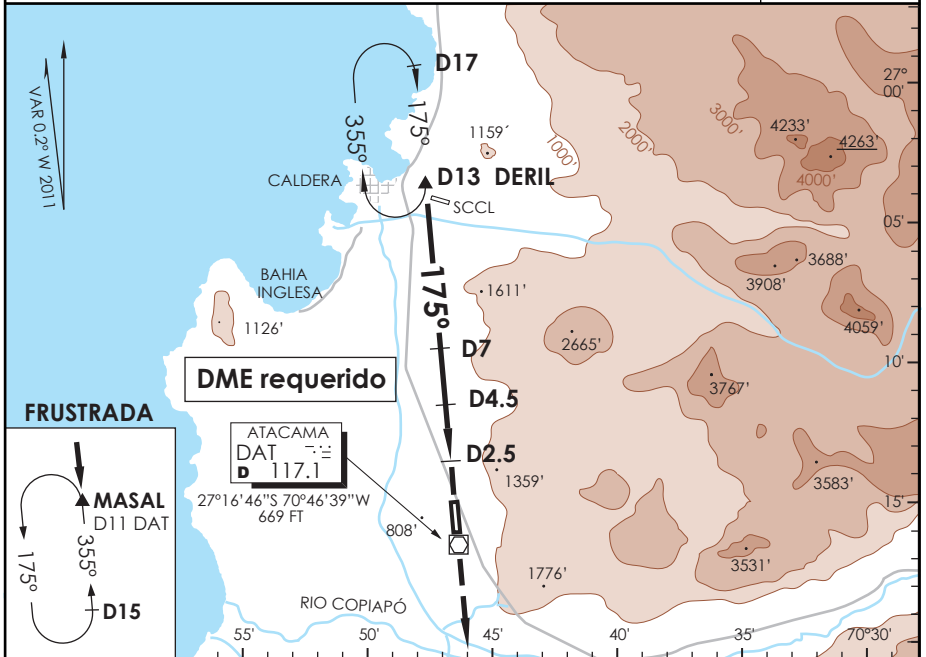 VAR 0.2° W 2011
D17
355°
175°
1159´
CALDERA
D13 DERIL
SCCL
1000'
2000'
3000'
4000'
4233'
4263'
27°
00'
05'
BAHIA
INGLESA
1126'
175°
1611'
2665'
3688'
3908'
4059'
3767'
10'
D7
DME requerido
D4.5
FRUSTRADA
ATACAMA
DAT
D 117.1
27°16'46"S 70°46'39"W
669 FT
D2.5
1359'
808'
3583'
15'
3531'
1776'
MASAL
D11 DAT
175°
355°
D15
RIO COPIAPÓ
55'
50'
45'
40'
35'
70°30'